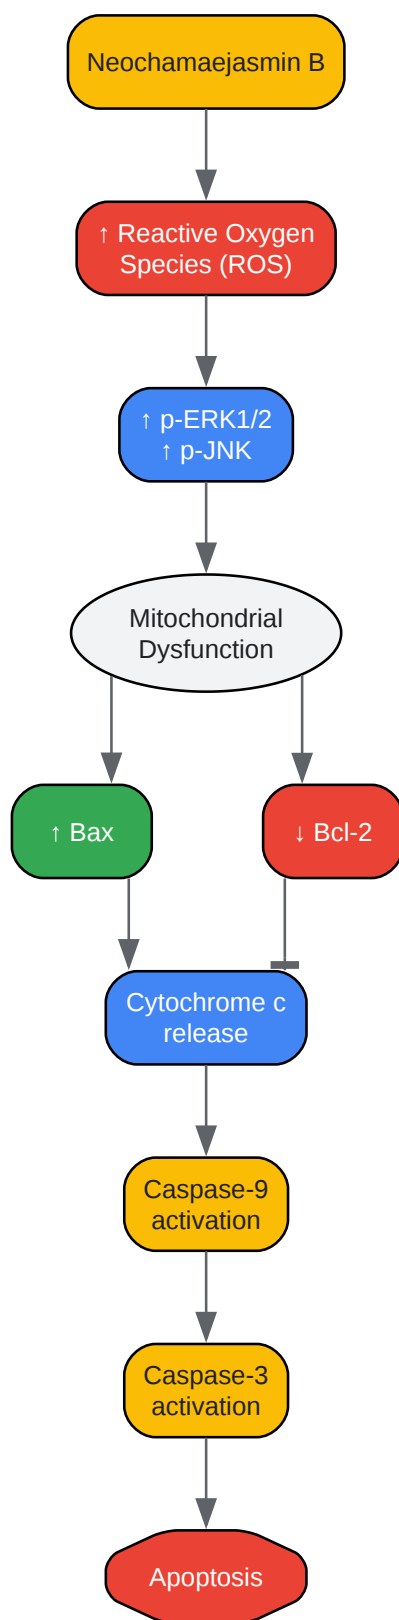 Neochamaejasmin B
↑ Reactive Oxygen
Species (ROS)
↑ p-ERK1/2
↑ p-JNK
Mitochondrial
Dysfunction
↑ Bax
↓ Bcl-2
Cytochrome c
release
Caspase-9
activation
Caspase-3
activation
Apoptosis